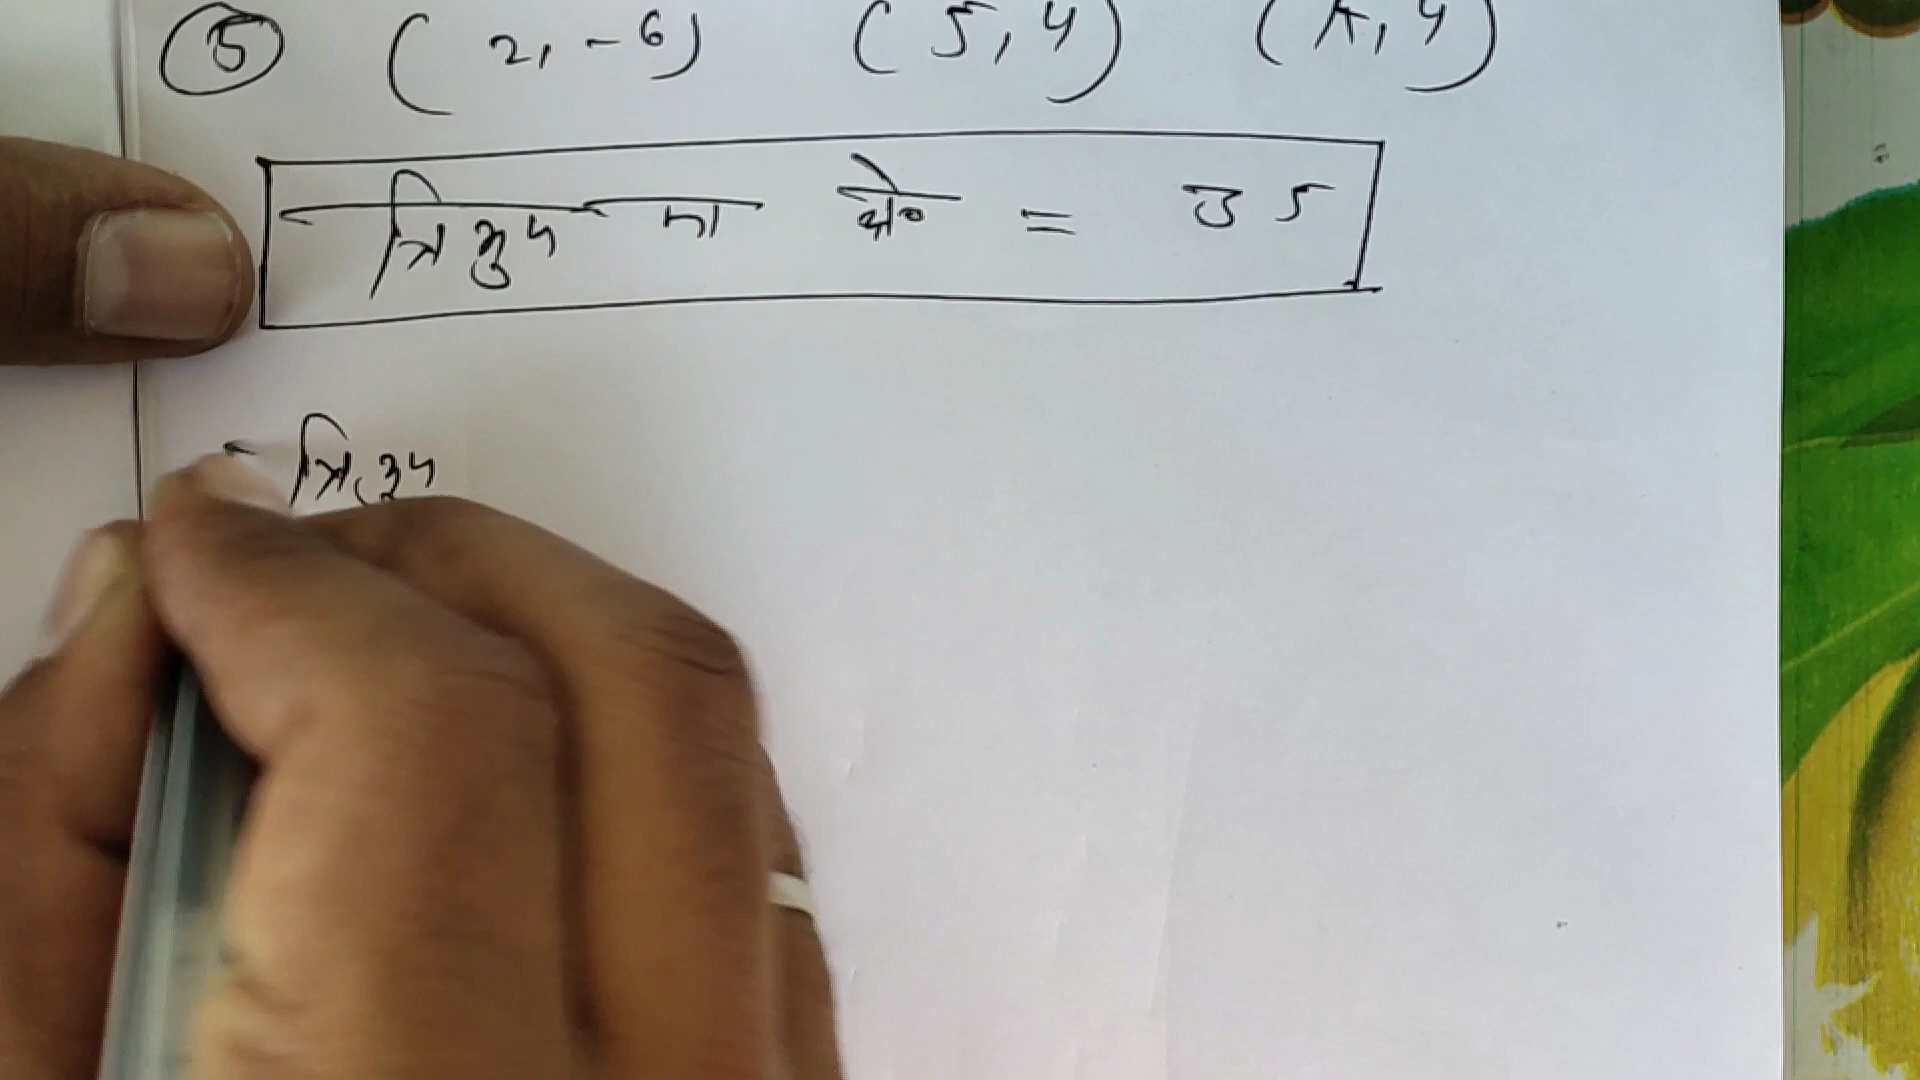 ⑤ (2, -6) (5, 4) (k, 4)
त्रिभुज का क्षे० = 35
त्रिभुज